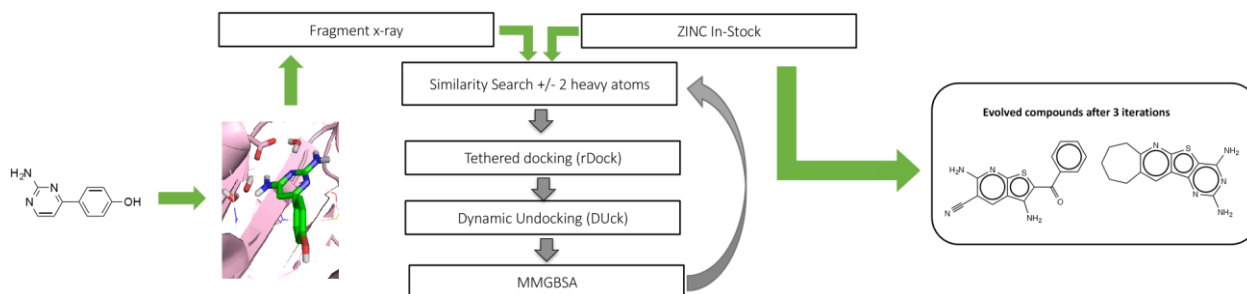 Fragment x-ray
ZINC In-Stock
Similarity Search +/- 2 heavy atoms
Tethered docking (rDock)
Dynamic Undocking (DUck)
MMGBSA
H₂N
N
N
OH
Evolved compounds after 3 iterations
H₂N
N
S
N
NH₂
O
N
S
NH₂
N
N
NH₂